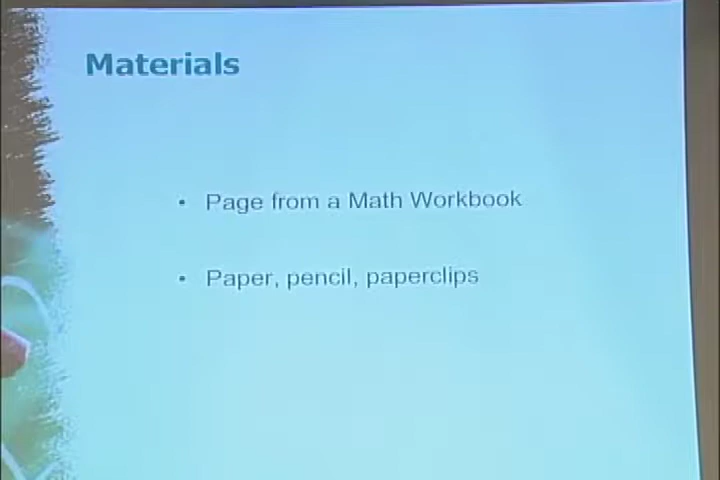 Materials
• Page from a Math Workbook
• Paper, pencil, paperclips